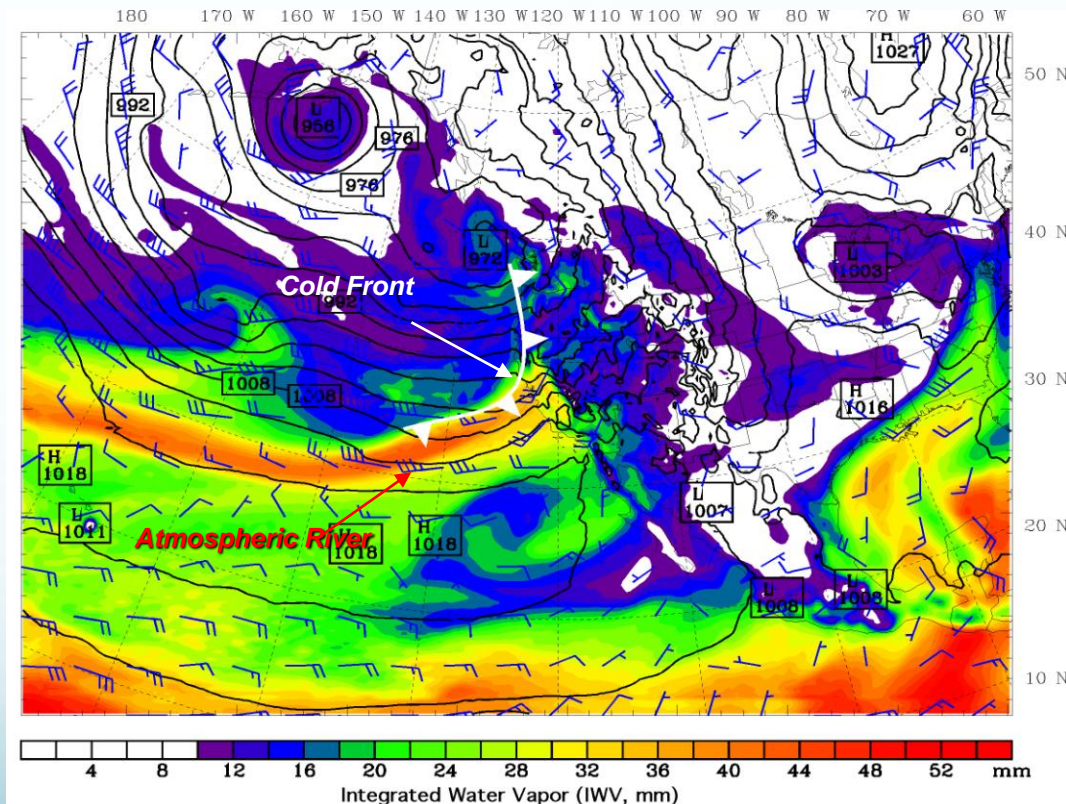 180 170 W 160 W 150 W 140 W 130 W 120 W 110 W 100 W 90 W 80 W 70 W 60 W
H
1027
50 N
992
L
956
976
976
40 N
L
972
L
1003
Cold Front
992
30 N
1008
1008
H
1016
H
1018
L
1007
20 N
L
1011
Atmospheric River
1018
H
1018
L
1008
L
1008
10 N
4 8 12 16 20 24 28 32 36 40 44 48 52 mm
Integrated Water Vapor (IWV, mm)